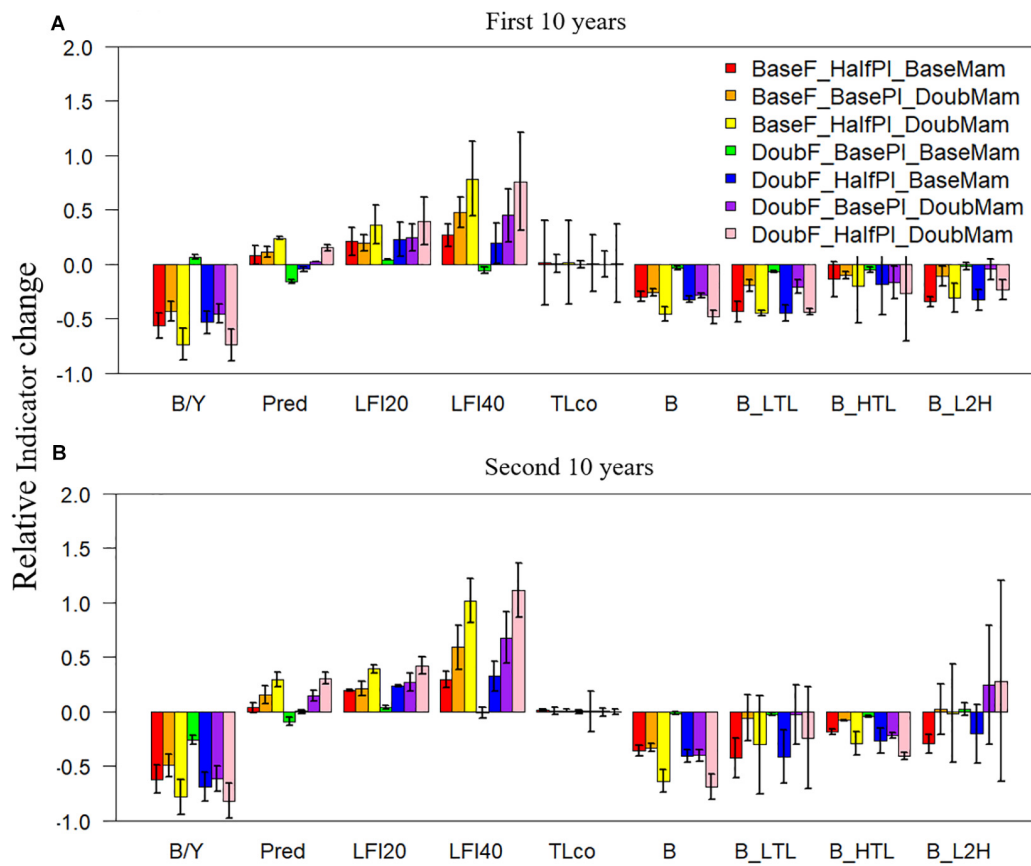 A
First 10 years
Relative Indicator change
2.0
1.5
1.0
0.5
0.0
-0.5
-1.0
BaseF_HalfPl_BaseMam
BaseF_BasePl_DoubMam
BaseF_HalfPl_DoubMam
DoubF_BasePl_BaseMam
DoubF_HalfPl_BaseMam
DoubF_BasePl_DoubMam
DoubF_HalfPl_DoubMam
B/Y Pred LFI20 LFI40 TLco B B_LTL B_HTL B_L2H
B
Second 10 years
2.0
1.5
1.0
0.5
0.0
-0.5
-1.0
B/Y Pred LFI20 LFI40 TLco B B_LTL B_HTL B_L2H